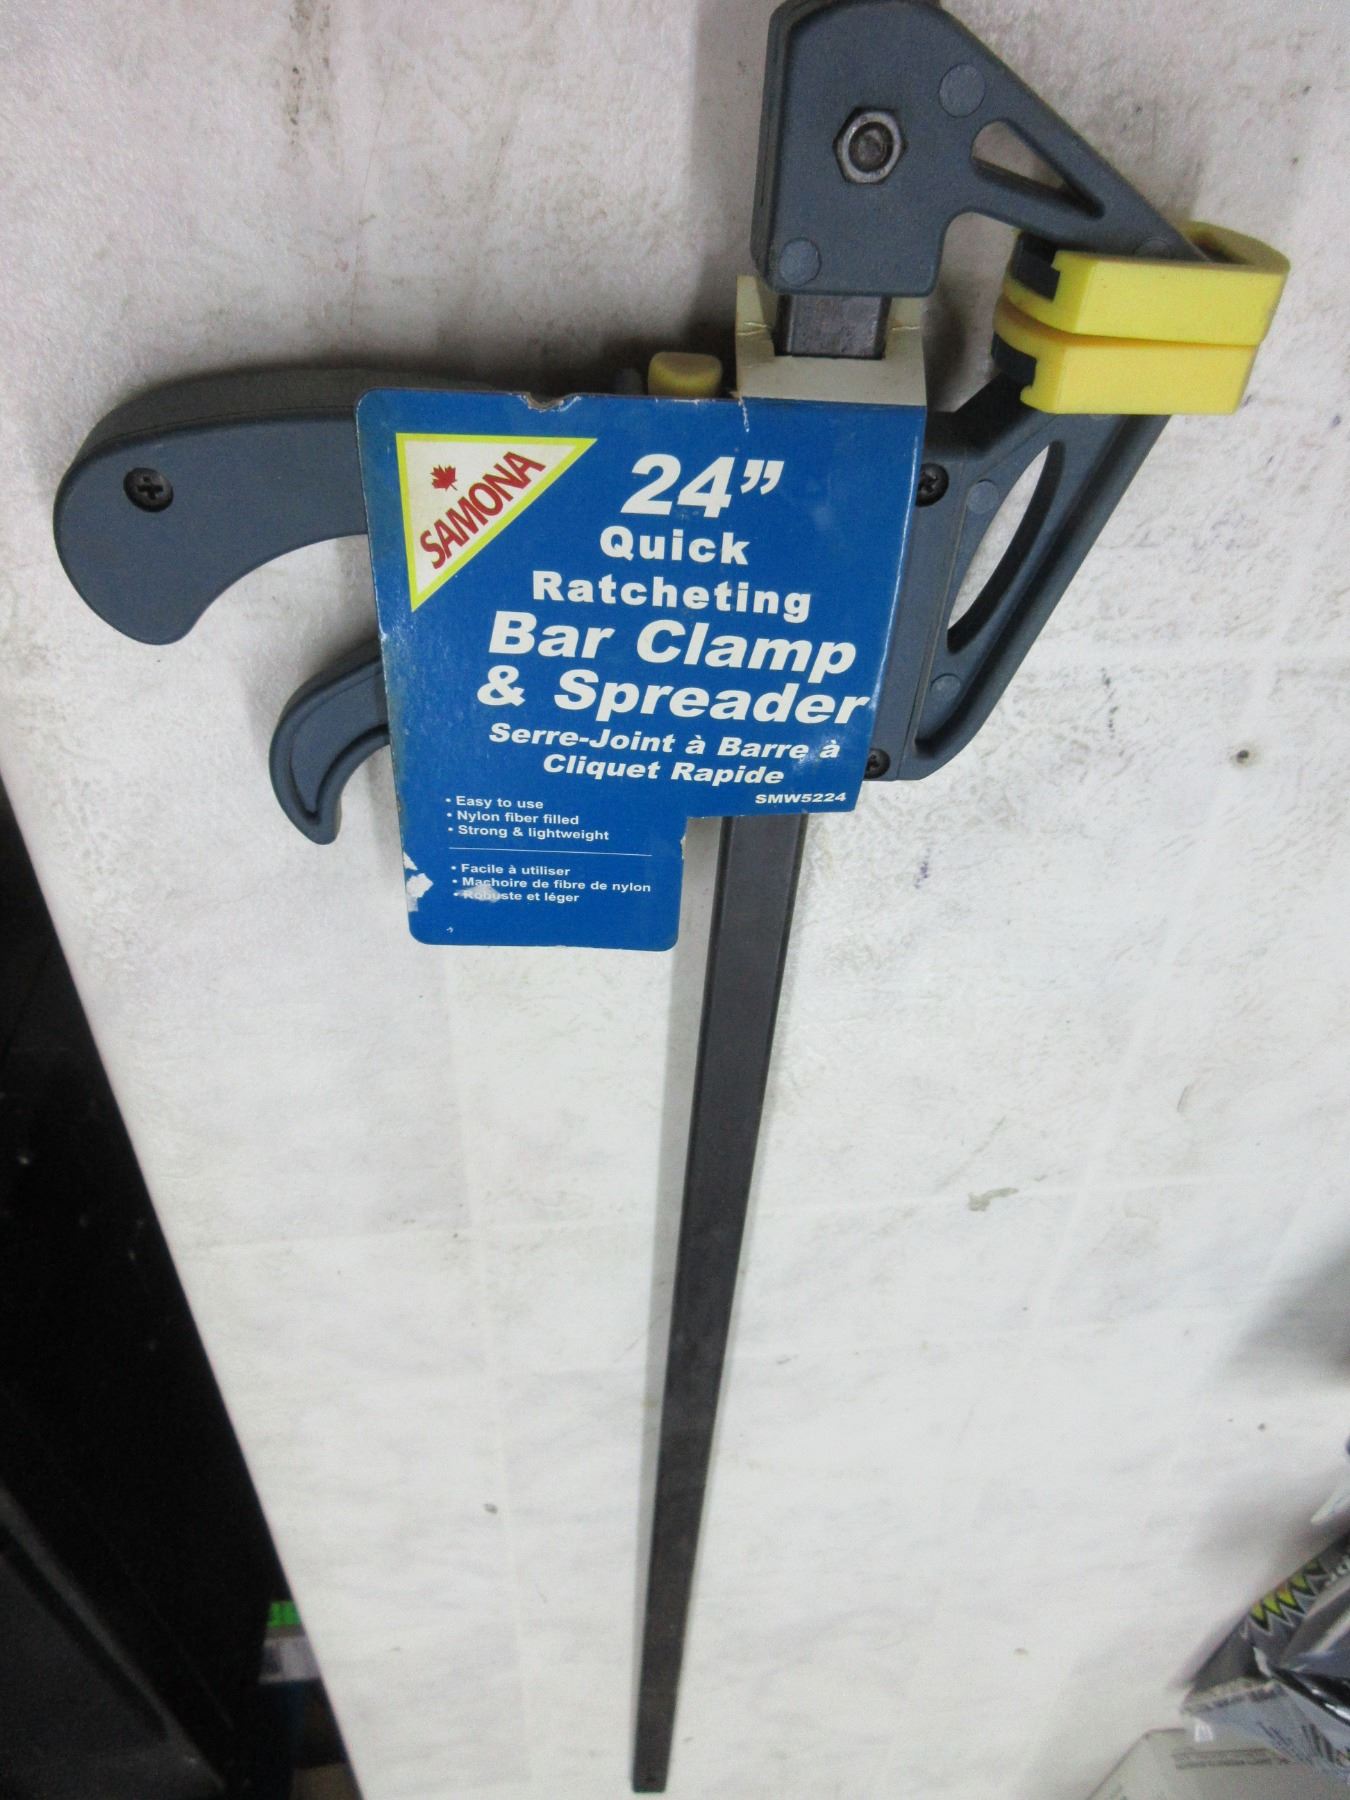 SAMONA
24”
Quick
Ratcheting
Bar Clamp
& Spreader
Serre-Joint à Barre à
Cliquet Rapide
SMW5224
• Easy to use
• Nylon fiber filled
• Strong & lightweight
• Facile à utiliser
• Machoire de fibre de nylon
• Robuste et léger